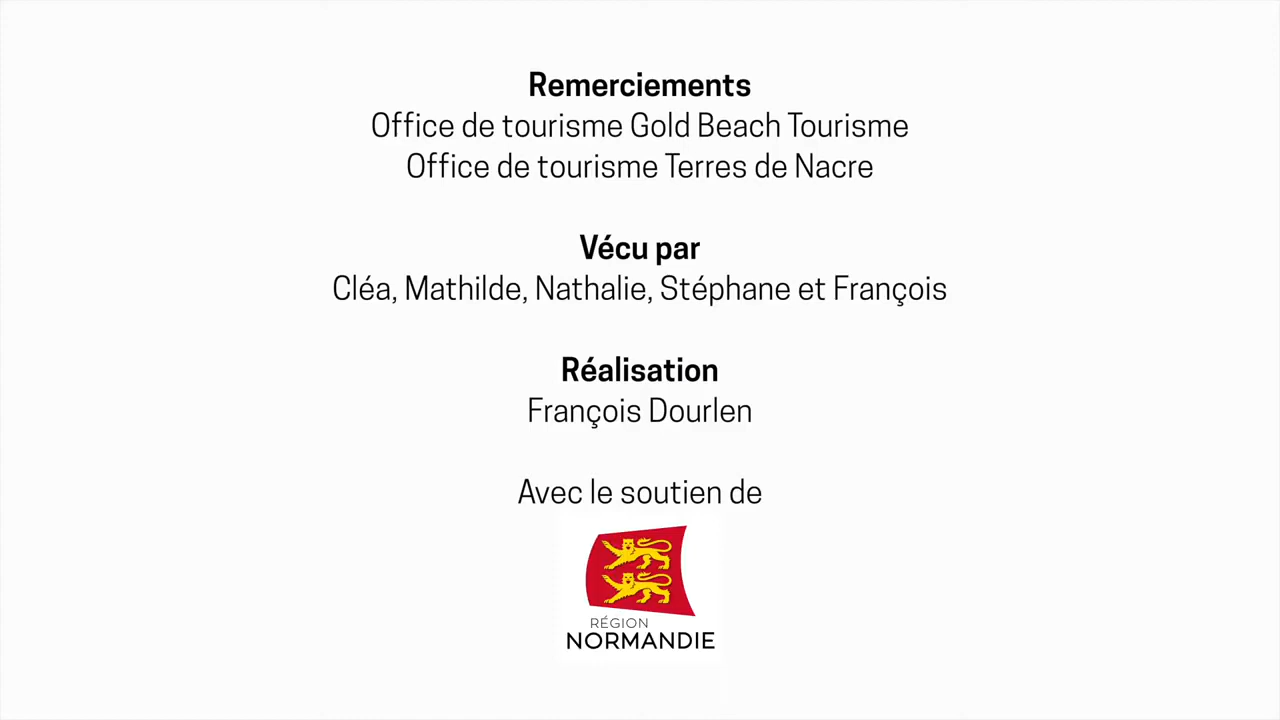 Remerciements
Office de tourisme Gold Beach Tourisme
Office de tourisme Terres de Nacre
Vécu par
Cléa, Mathilde, Nathalie, Stéphane et François
Réalisation
François Dourlen
Avec le soutien de
RÉGION
NORMANDIE